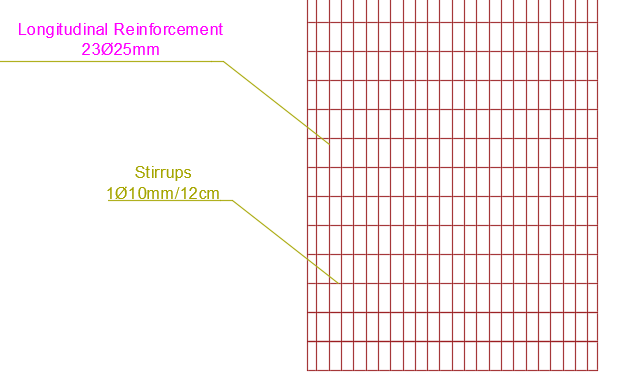 Longitudinal Reinforcement
23Ø25mm
Stirrups
1Ø10mm/12cm